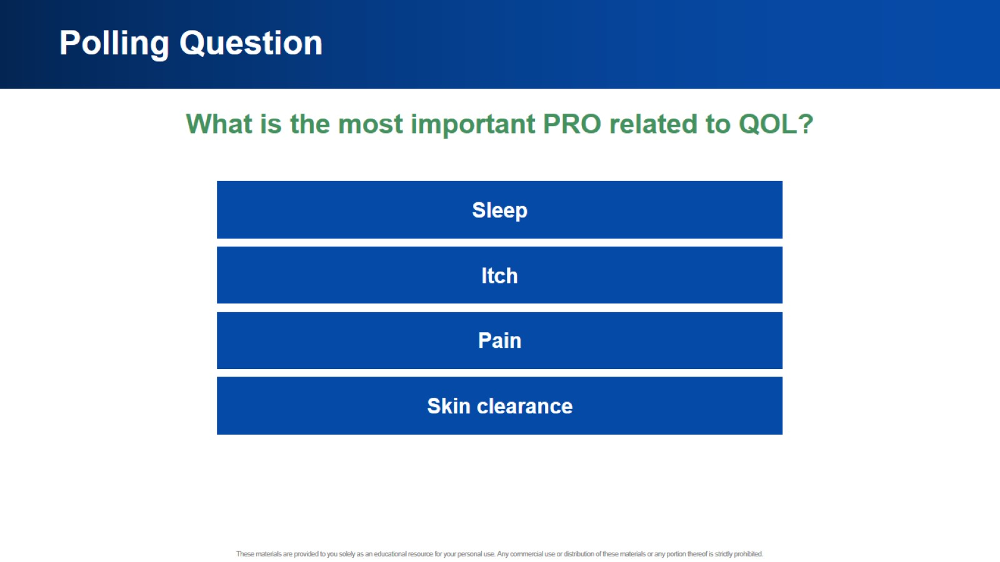 Polling Question
What is the most important PRO related to QOL?
Sleep
Itch
Pain
Skin clearance
These materials are provided to you solely as an educational resource for your personal use. Any commercial use or distribution of these materials or any portion thereof is strictly prohibited.